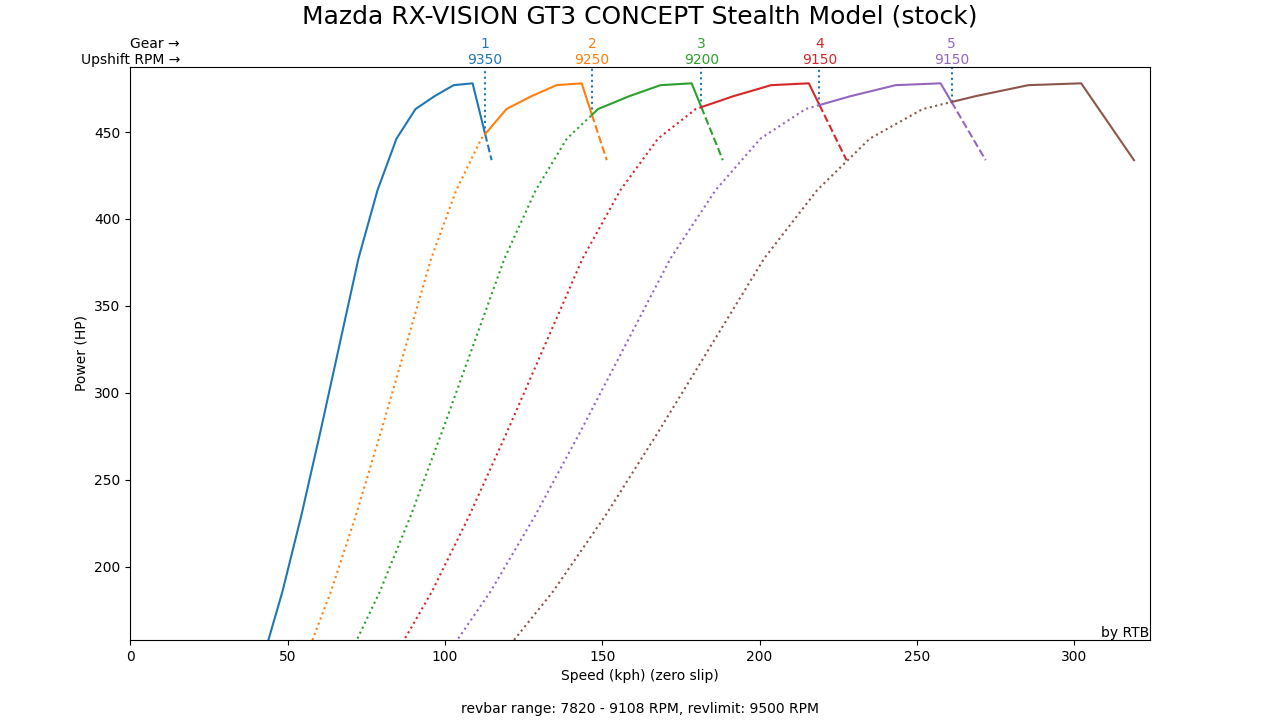 Mazda RX-VISION GT3 CONCEPT Stealth Model (stock)
Gear → 1 2 3 4 5
Upshift RPM → 9350 9250 9200 9150 9150
450
400
350
300
250
200
Power (HP)
by RTB
0 50 100 150 200 250 300
Speed (kph) (zero slip)
revbar range: 7820 - 9108 RPM, revlimit: 9500 RPM